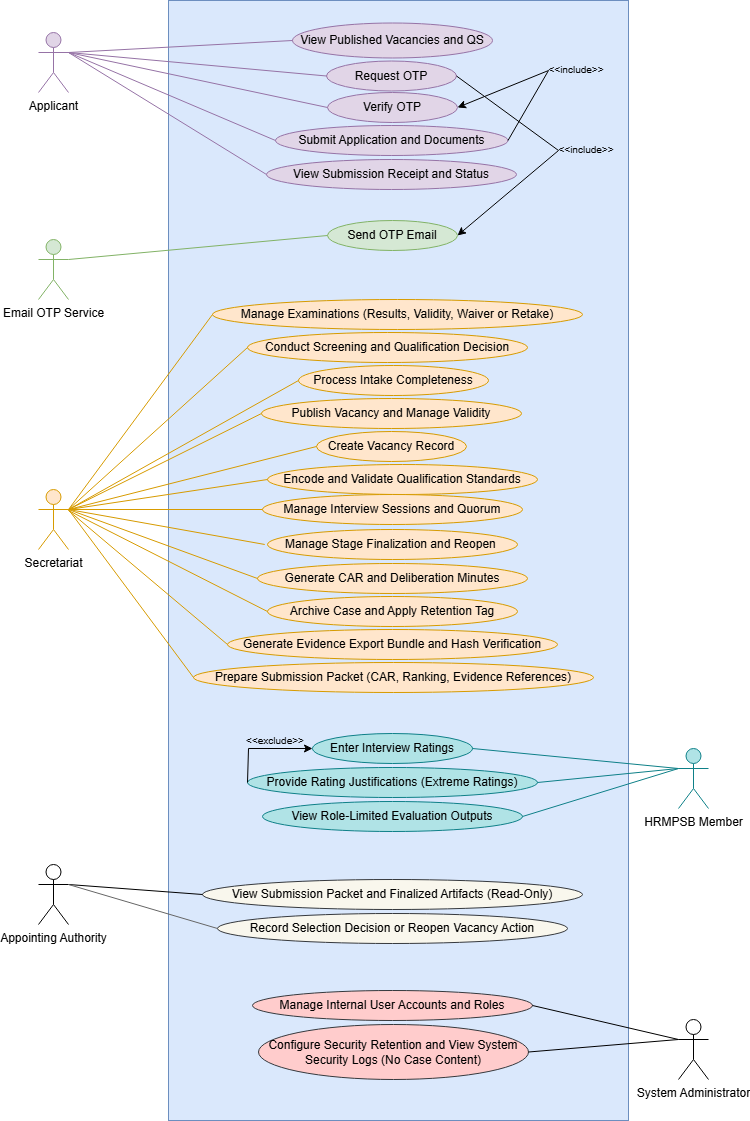 View Published Vacancies and QS
Request OTP
<<include>>
Applicant
Verify OTP
Submit Application and Documents
<<include>>
View Submission Receipt and Status
Send OTP Email
Email OTP Service
Manage Examinations (Results, Validity, Waiver or Retake)
Conduct Screening and Qualification Decision
Process Intake Completeness
Publish Vacancy and Manage Validity
Create Vacancy Record
Encode and Validate Qualification Standards
Manage Interview Sessions and Quorum
Manage Stage Finalization and Reopen
Secretariat
Generate CAR and Deliberation Minutes
Archive Case and Apply Retention Tag
Generate Evidence Export Bundle and Hash Verification
Prepare Submission Packet (CAR, Ranking, Evidence References)
<<exclude>>
Enter Interview Ratings
Provide Rating Justifications (Extreme Ratings)
View Role-Limited Evaluation Outputs
HRMPSB Member
View Submission Packet and Finalized Artifacts (Read-Only)
Record Selection Decision or Reopen Vacancy Action
Appointing Authority
Manage Internal User Accounts and Roles
Configure Security Retention and View System
Security Logs (No Case Content)
System Administrator